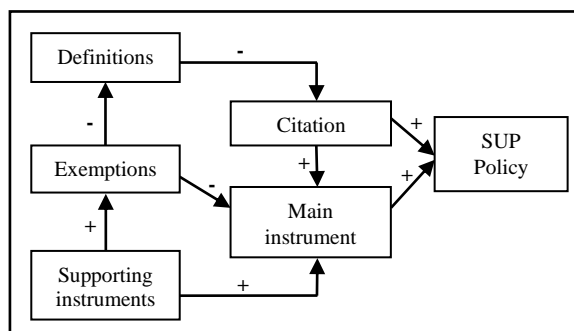 Definitions
-
Citation
+
SUP
Policy
-
+
+
Exemptions
-
Main
instrument
+
Supporting
instruments
+